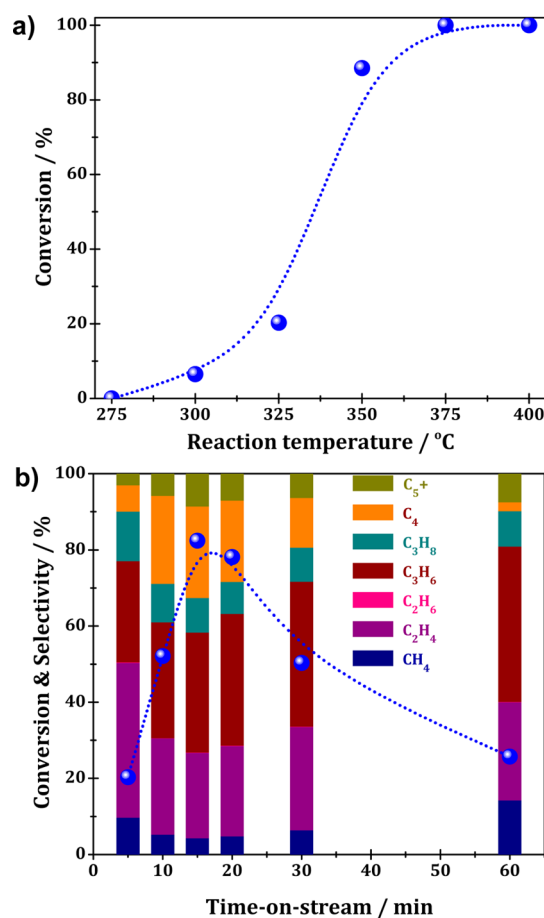 a)
100
80
60
40
20
0
Conversion / %
275 300 325 350 375 400
Reaction temperature / °C
b)
100
80
60
40
20
0
Conversion & Selectivity / %
C₅+
C₄
C₃H₈
C₃H₆
C₂H₆
C₂H₄
CH₄
0 10 20 30 40 50 60
Time-on-stream / min